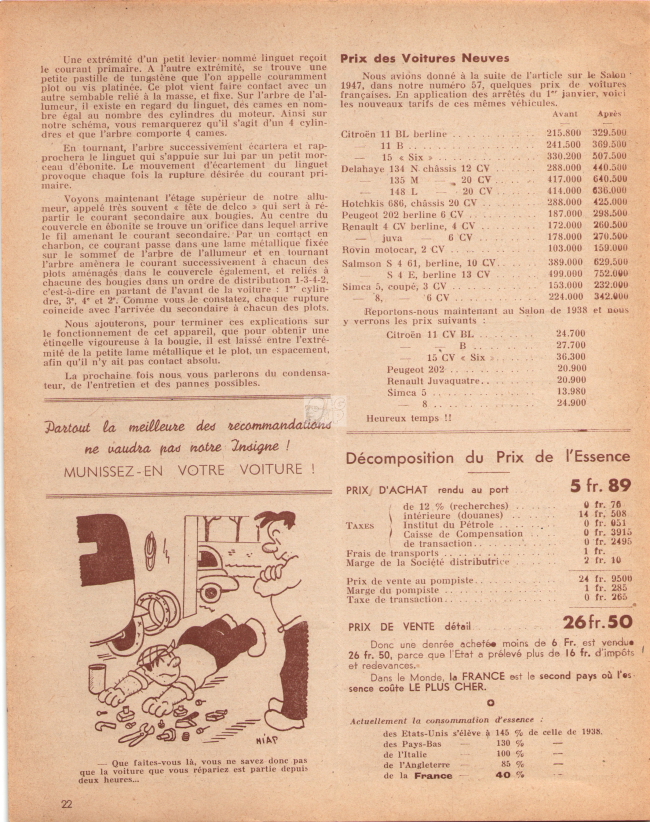 Une extrémité d'un petit levier nommé linguet reçoit
le courant primaire. A l'autre extrémité, se trouve une
petite pastille de tungstène que l'on appelle couramment
plot ou vis platinée. Ce plot vient faire contact avec un
autre sembable relié à la masse, et fixe. Sur l'arbre de l'al-
lumeur, il existe en regard du linguet, des cames en nom-
bre égal au nombre des cylindres du moteur. Ainsi sur
notre schéma, vous remarquerez qu'il s'agit d'un 4 cylin-
dres et que l'arbre comporte 4 cames.
En tournant, l'arbre successivement écartera et rap-
prochera le linguet qui s'appuie sur lui par un petit mor-
ceau d'ébonite. Le mouvement d'écartement du linguet
provoque chaque fois la rupture désirée du courant pri-
maire.
Voyons maintenant l'étage supérieur de notre allu-
meur, appelé très souvent « tête de delco » qui sert à ré-
partir le courant secondaire aux bougies. Au centre du
couvercle en ébonite se trouve un orifice dans lequel arrive
le fil amenant le courant secondaire. Par un contact en
charbon, ce courant passe dans une lame métallique fixée
sur le sommet de l'arbre de l'allumeur et en tournant
l'arbre amènera le courant successivement à chacun des
plots aménagés dans le couvercle également, et reliés à
chacune des bougies dans un ordre de distribution 1-3-4-2,
c'est-à-dire en partant de l'avant de la voiture : 1er cylin-
dre, 3e, 4e et 2e. Comme vous le constatez, chaque rupture
coïncide avec l'arrivée du secondaire à chacun des plots.
Nous ajouterons, pour terminer ces explications sur
le fonctionnement de cet appareil, que pour obtenir une
étincelle vigoureuse à la bougie, il est laissé entre l'extré-
mité de la petite lame métallique et le plot, un espacement,
afin qu'il n'y ait pas contact absolu.
La prochaine fois nous vous parlerons du condensa-
teur, de l'entretien et des pannes possibles.
Partout la meilleure des recommandations
ne vaudra pas notre Insigne !
MUNISSEZ-EN VOTRE VOITURE !
HIAP
— Que faites-vous là, vous ne savez donc pas
que la voiture que vous répariez est partie depuis
deux heures...
22
Prix des Voitures Neuves
Nous avions donné à la suite de l'article sur le Salon
1947, dans notre numéro 57, quelques prix de voitures
françaises. En application des arrêtés du 1er janvier, voici
les nouveaux tarifs de ces mêmes véhicules.
Avant Après
Citroën 11 BL berline . . . 215.800 329.500
— 11 B . . . 241.500 369.500
— 15 « Six » . . . 330.200 507.500
Delahaye 134 N châssis 12 CV . . . 288.000 440.500
— 135 M — 20 CV . . . 417.000 640.500
— 148 L — 20 CV . . . 414.000 636.000
Hotchkis 686, châssis 20 CV . . . 288.000 425.000
Peugeot 202 berline 6 CV . . . 187.000 298.500
Renault 4 CV berline, 4 CV . . . 172.000 260.500
— juva 6 CV . . . 178.000 270.500
Rovin motocar, 2 CV . . . 103.000 159.000
Salmson S 4 61, berline, 10 CV . . . 389.000 629.500
S 4 E, berline 13 CV 499.000 752.000
Simca 5, coupé, 3 CV . . . 153.000 232.000
— 8, 6 CV . . . 224.000 342.000
Reportons-nous maintenant au Salon de 1938 et nous
y verrons les prix suivants :
Citroën 11 CV BL . . . 24.700
— B . . . 27.700
— 15 CV « Six » . . . 36.300
Peugeot 202 . . . 20.900
Renault Juvaquatre . . . 20.900
Simca 5 . . . 13.980
— 8 . . . 24.900
Heureux temps !!
Décomposition du Prix de l'Essence
PRIX D'ACHAT rendu au port 5 fr. 89
de 12 % (recherches) . . . 0 fr. 76
intérieure (douanes) . . . 14 fr. 508
TAXES Institut du Pétrole . . . 0 fr. 051
Caisse de Compensation 0 fr. 3915
de transaction . . . 0 fr. 2495
Frais de transports . . . 1 fr.
Marge de la Société distributrice 2 fr. 10
Prix de vente au pompiste . . . 24 fr. 9500
Marge du pompiste . . . 1 fr. 285
Taxe de transaction . . . 0 fr. 265
PRIX DE VENTE détail 26 fr. 50
Donc une denrée achetée moins de 6 Fr. est vendue
26 fr. 50, parce que l'Etat a prélevé plus de 16 fr. d'impôts
et redevances.
Dans le Monde, la FRANCE est le second pays où l'es-
sence coûte LE PLUS CHER.
Actuellement la consommation d'essence :
des Etats-Unis s'élève à 145 % de celle de 1938.
des Pays-Bas — 130 % —
de l'Italie — 100 % —
de l'Angleterre — 85 % —
de la France — 40 % —